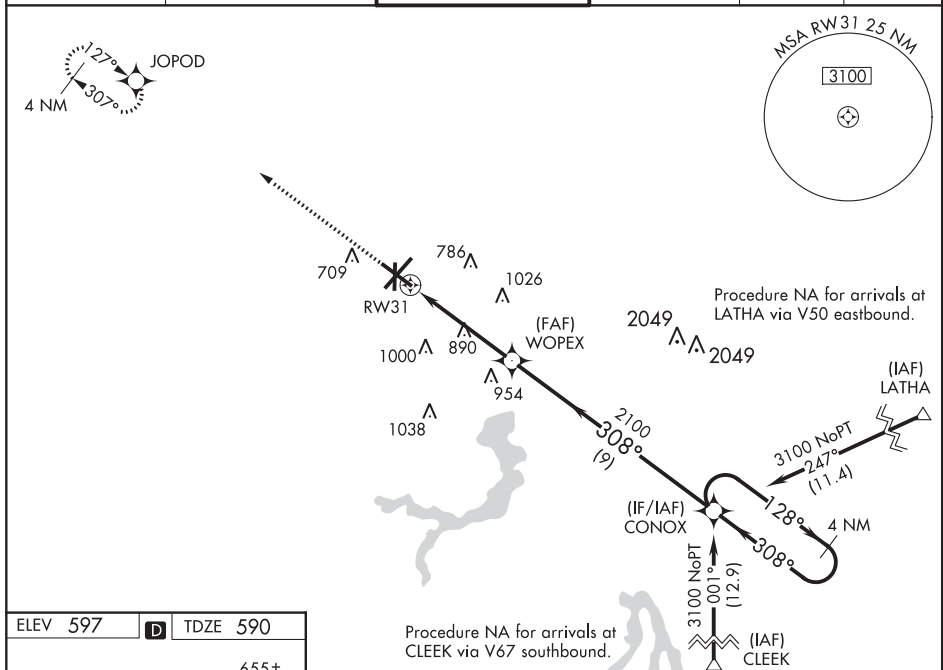 JOPOD
127°
307°
4 NM
MSA RW31 25 NM
3100
709
786
1026
RW31
1000
890
(FAF)
WOPEX
954
1038
2049
2049
Procedure NA for arrivals at
LATHA via V50 eastbound.
(IAF)
LATHA
3100 NoPT
247°
(11.4)
2100
308°
(9)
(IF/IAF)
CONOX
128°
308°
4 NM
3100 NoPT
001°
(12.9)
(IAF)
CLEEK
Procedure NA for arrivals at
CLEEK via V67 southbound.
ELEV 597
D
TDZE 590
655±